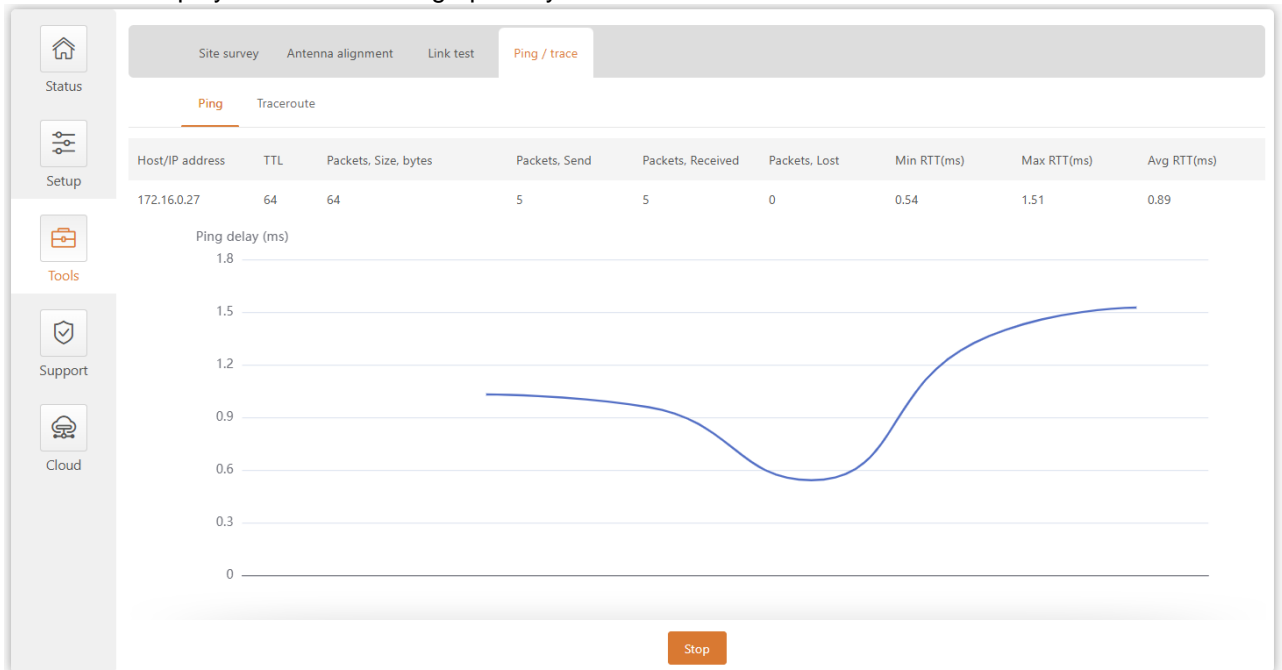 Status
Setup
Tools
Support
Cloud
Site survey Antenna alignment Link test Ping / trace
Ping Traceroute
Host/IP address TTL Packets, Size, bytes Packets, Send Packets, Received Packets, Lost Min RTT(ms) Max RTT(ms) Avg RTT(ms)
172.16.0.27 64 64 5 5 0 0.54 1.51 0.89
Ping delay (ms)
1.8
1.5
1.2
0.9
0.6
0.3
0
Stop